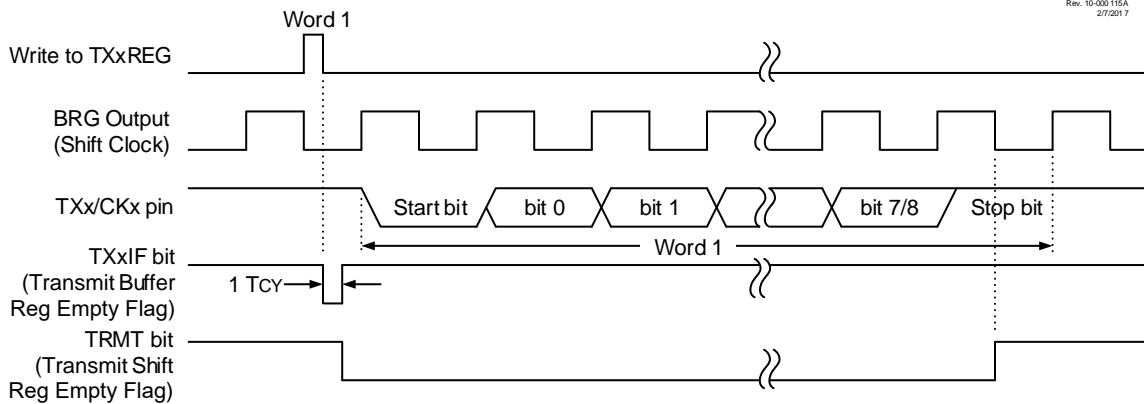 Rev. 10-000 115A
2/7/201 7
Word 1
Write to TXxREG
BRG Output
(Shift Clock)
TXx/CKx pin
Start bit
bit 0
bit 1
bit 7/8
Stop bit
Word 1
TXxIF bit
(Transmit Buffer
Reg Empty Flag)
1 TCY
TRMT bit
(Transmit Shift
Reg Empty Flag)